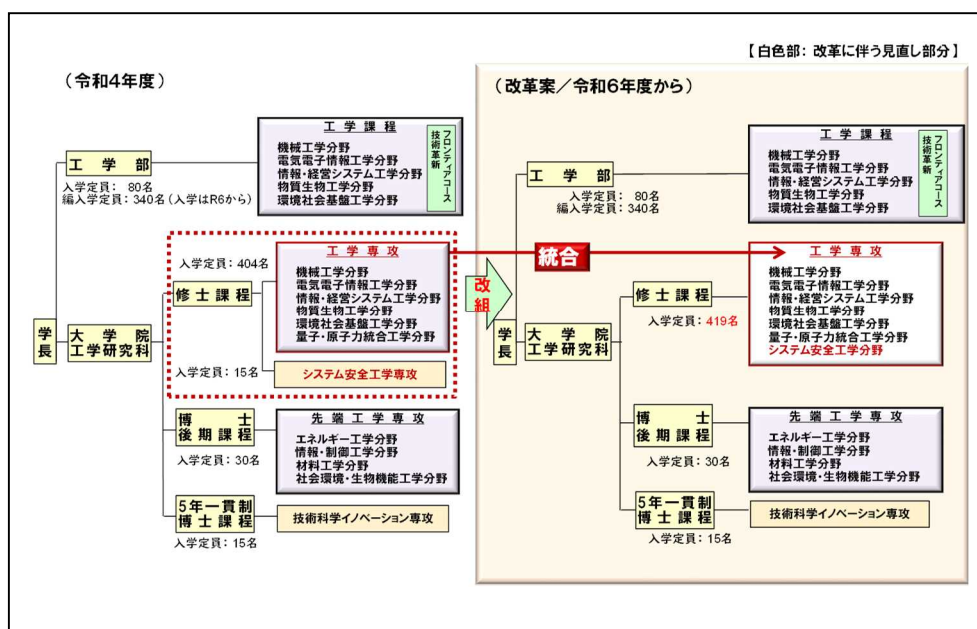 【白色部：改革に伴う見直し部分】
（令和4年度）
工学部
入学定員： 80名
編入学定員：340名（入学はR6から）
工学課程
機械工学分野
電気電子情報工学分野
情報・経営システム工学分野
物質生物工学分野
環境社会基盤工学分野
技術革新
フロンティアコース
学長
大学院
工学研究科
入学定員：404名
修士課程
工学専攻
機械工学分野
電気電子情報工学分野
情報・経営システム工学分野
物質生物工学分野
環境社会基盤工学分野
量子・原子力統合工学分野
入学定員：15名
システム安全工学専攻
博士
後期課程
入学定員：30名
先端工学専攻
エネルギー工学分野
情報・制御工学分野
材料工学分野
社会環境・生物機能工学分野
5年一貫制
博士課程
入学定員：15名
技術科学イノベーション専攻
改組
統合
（改革案／令和6年度から）
工学部
入学定員： 80名
編入学定員：340名
工学課程
機械工学分野
電気電子情報工学分野
情報・経営システム工学分野
物質生物工学分野
環境社会基盤工学分野
技術革新
フロンティアコース
学長
大学院
工学研究科
修士課程
入学定員：419名
工学専攻
機械工学分野
電気電子情報工学分野
情報・経営システム工学分野
物質生物工学分野
環境社会基盤工学分野
量子・原子力統合工学分野
システム安全工学分野
博士
後期課程
入学定員：30名
先端工学専攻
エネルギー工学分野
情報・制御工学分野
材料工学分野
社会環境・生物機能工学分野
5年一貫制
博士課程
入学定員：15名
技術科学イノベーション専攻